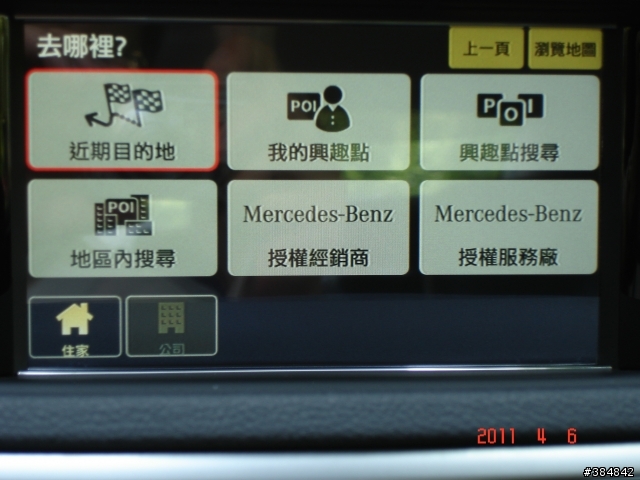 去哪裡?
上一頁
瀏覽地圖
近期目的地
POI
我的興趣點
POI
興趣點搜尋
POI
地區內搜尋
Mercedes-Benz
授權經銷商
Mercedes-Benz
授權服務廠
住家
公司
2011 4 6
#384842